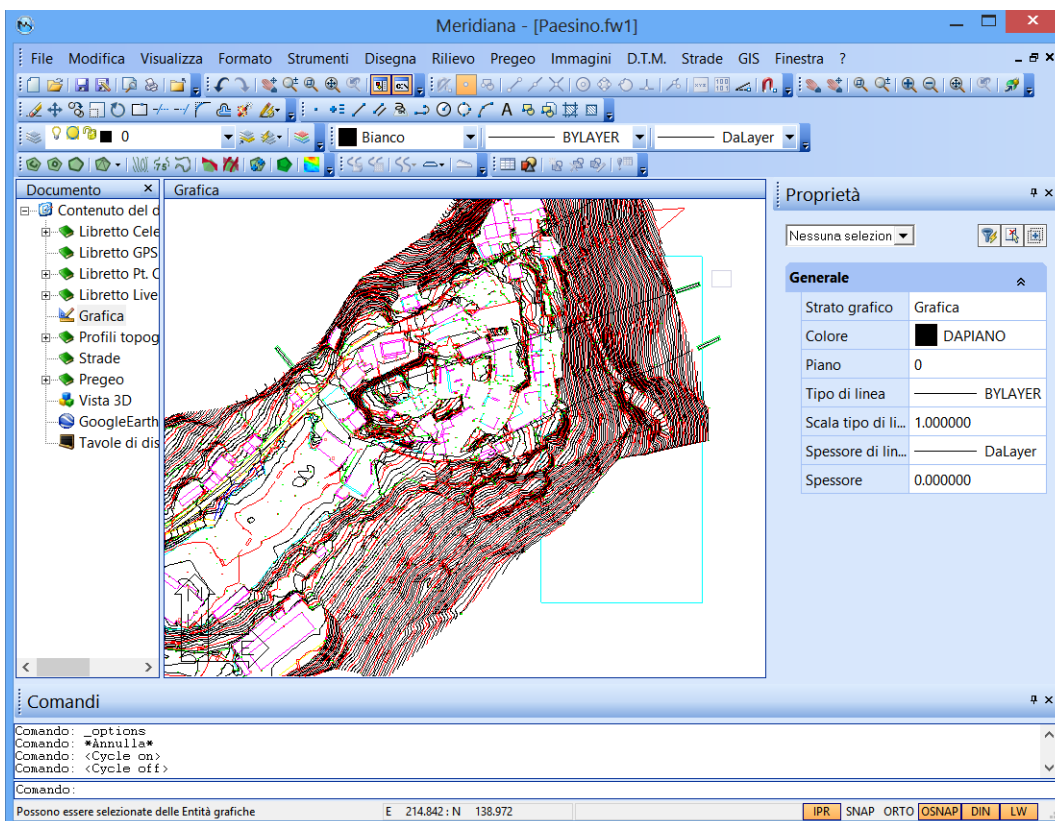 Meridiana - [Paesino.fw1]
File Modifica Visualizza Formato Strumenti Disegna Rilievo Pregeo Immagini D.T.M. Strade GIS Finestra ?
0 Bianco BYLAYER DaLayer
Documento
Contenuto del d
Libretto Cele
Libretto GPS
Libretto Pt. C
Libretto Live
Grafica
Profili topog
Strade
Pregeo
Vista 3D
GoogleEarth
Tavole di dis
Grafica
N
E
Proprietà
Nessuna selezion
Generale
Strato grafico Grafica
Colore DAPIANO
Piano 0
Tipo di linea BYLAYER
Scala tipo di li... 1.000000
Spessore di lin... DaLayer
Spessore 0.000000
Comandi
Comando: _options
Comando: *Annulla*
Comando: <Cycle on>
Comando: <Cycle off>
Comando:
Possono essere selezionate delle Entità grafiche E 214.842 : N 138.972 IPR SNAP ORTO OSNAP DIN LW